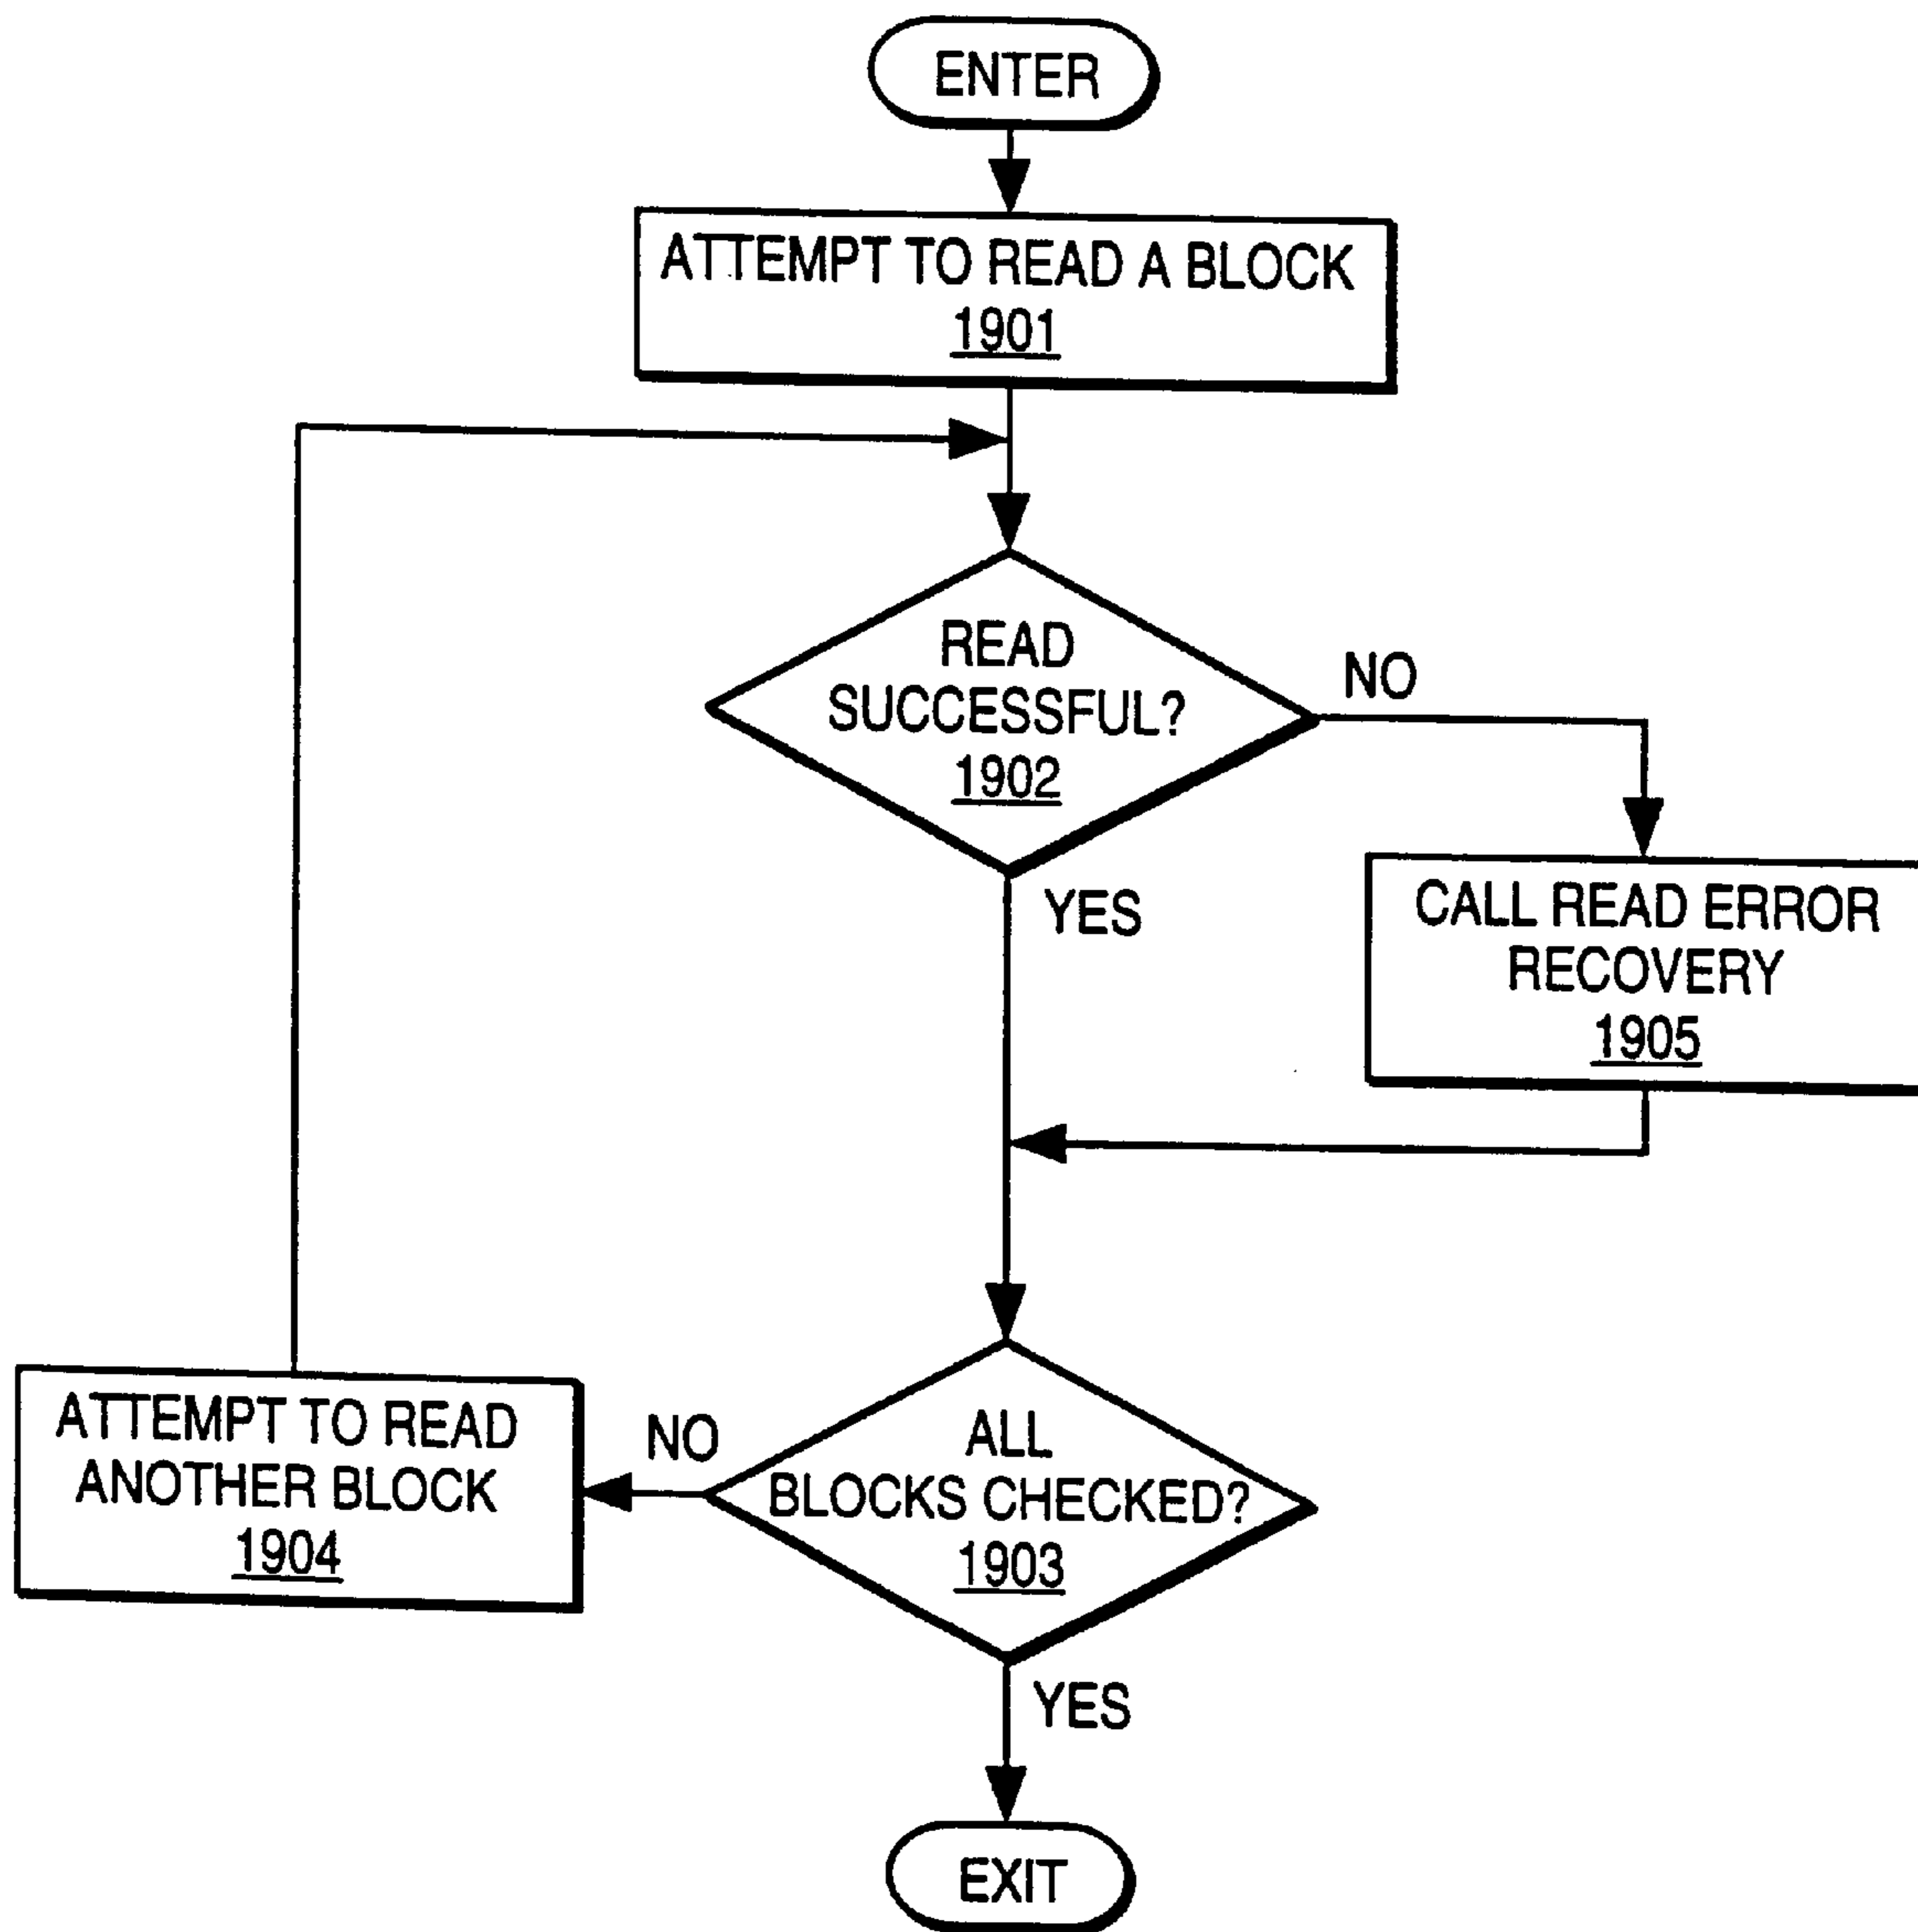 ENTER
ATTEMPT TO READ A BLOCK
1901
READ
SUCCESSFUL?
1902
NO
YES
CALL READ ERROR
RECOVERY
1905
ATTEMPT TO READ
ANOTHER BLOCK
1904
NO
ALL
BLOCKS CHECKED?
1903
YES
EXIT